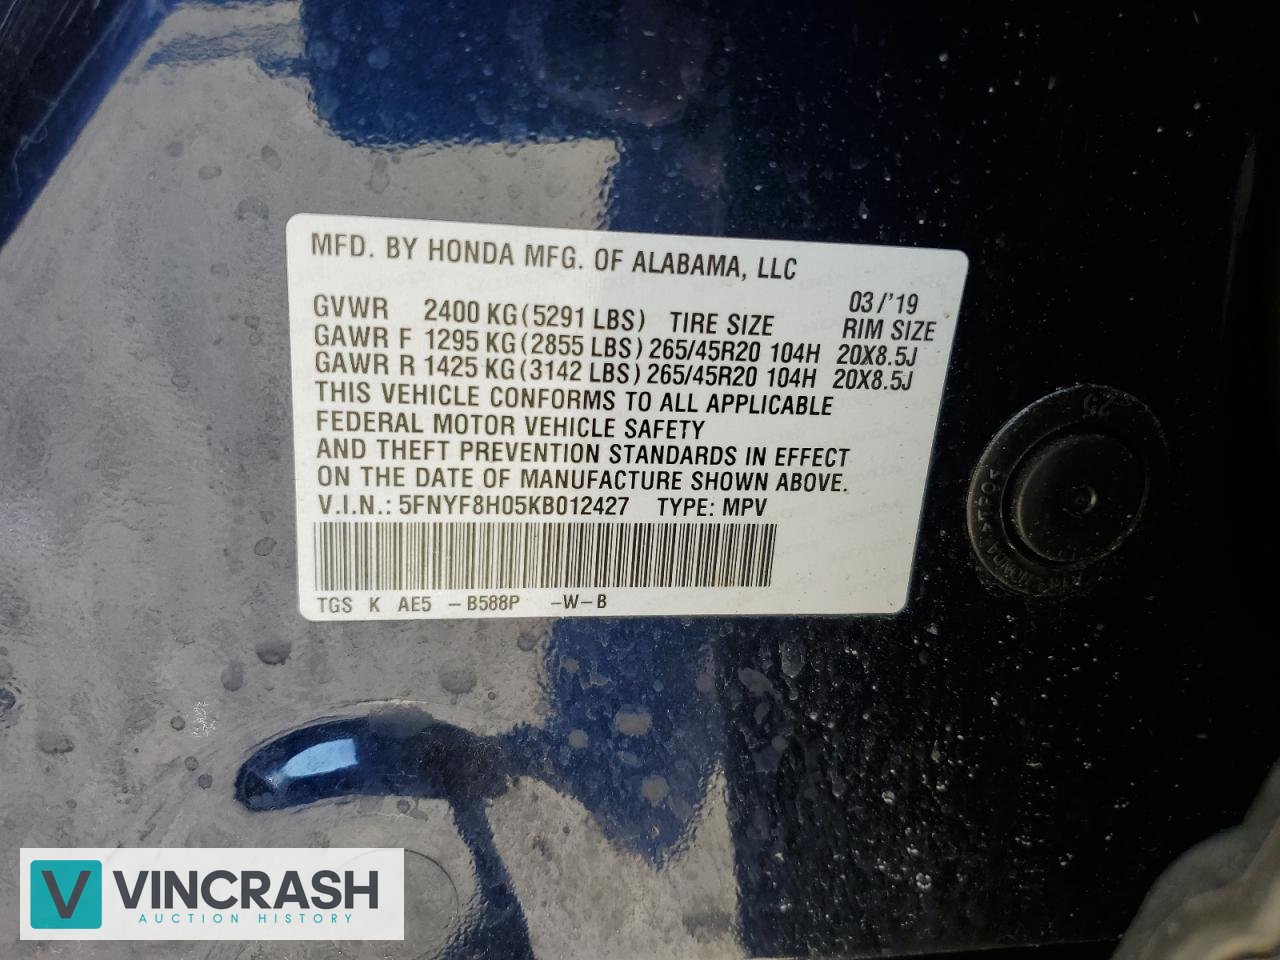 MFD. BY HONDA MFG. OF ALABAMA, LLC
03/'19
GVWR 2400 KG(5291 LBS) TIRE SIZE RIM SIZE
GAWR F 1295 KG(2855 LBS) 265/45R20 104H 20X8.5J
GAWR R 1425 KG(3142 LBS) 265/45R20 104H 20X8.5J
THIS VEHICLE CONFORMS TO ALL APPLICABLE
FEDERAL MOTOR VEHICLE SAFETY
AND THEFT PREVENTION STANDARDS IN EFFECT
ON THE DATE OF MANUFACTURE SHOWN ABOVE.
V.I.N.: 5FNYF8H05KB012427 TYPE: MPV
TGS K AE5 -B588P -W-B
25
VINCRASH
AUCTION HISTORY